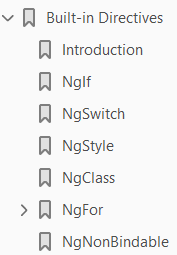 Built-in Directives
Introduction
NgIf
NgSwitch
NgStyle
NgClass
NgFor
NgNonBindable